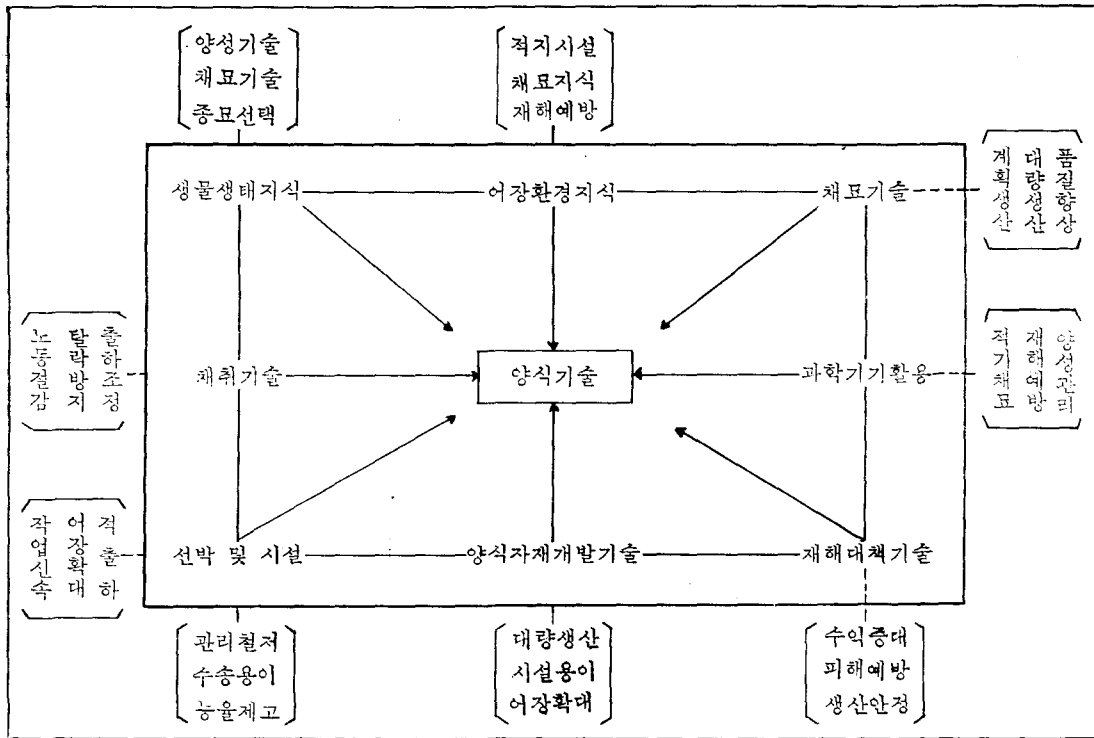 양성기술
채묘기술
종묘선택
적지시설
채묘지식
재해예방
생물생태지식
어장환경지식
채묘기술
계획생산
대량생산
품질향상
노동절감
탈락방지
출하조정
채취기술
양식기술
과학기기활용
적기채묘
재해예방
양성관리
작업신속
어장확대
적출하
선박 및 시설
양식자재개발기술
재해대책기술
관리철저
수송용이
능율제고
대량생산
시설용이
어장확대
수익증대
피해예방
생산안정